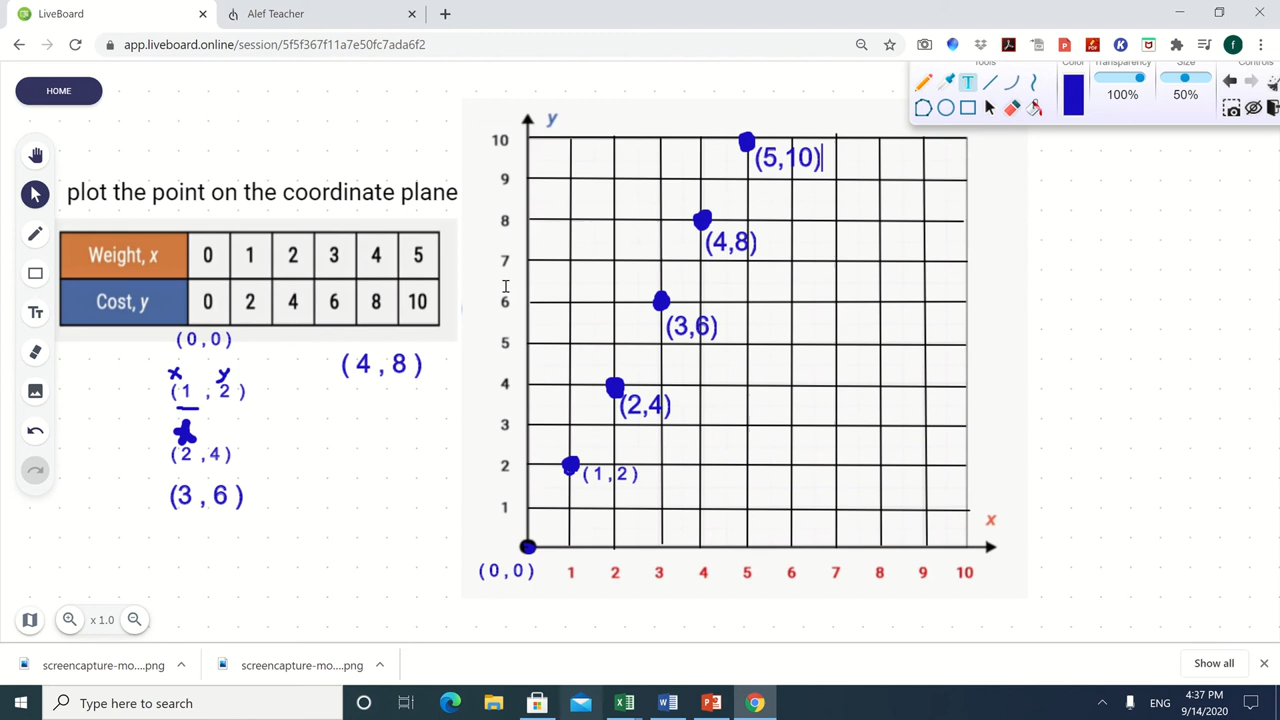 LiveBoard
Alef Teacher
app.liveboard.online/session/5f5f367f11a7e50fc7ada6f2
Tools
Color
Transparency
Size
Controls
100%
50%
HOME
plot the point on the coordinate plane
Weight, x 0 1 2 3 4 5
Cost, y 0 2 4 6 8 10
(0,0)
x y
(1 ,2 )
(2 ,4)
(3 ,6 )
(4 ,8 )
y
10
9
8
7
6
5
4
3
2
1
(5,10)
(4,8)
(3,6)
(2,4)
(1,2)
x
(0,0)
1 2 3 4 5 6 7 8 9 10
Tт
x 1.0
screencapture-mo....png
screencapture-mo....png
Show all
Type here to search
ENG
4:37 PM
9/14/2020